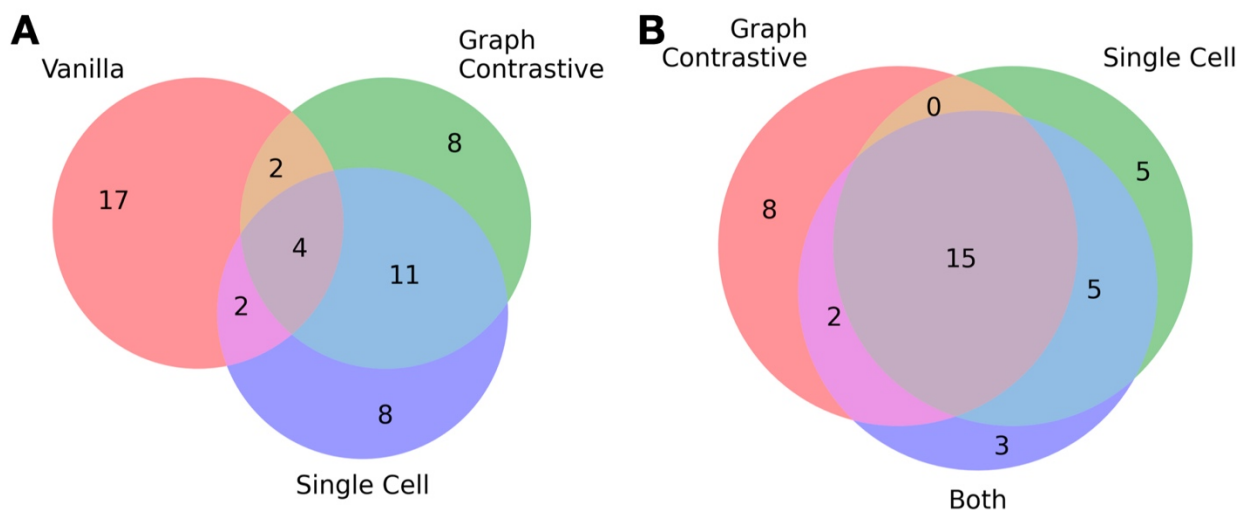 A
Vanilla
Graph
Contrastive
8
2
17
4
11
2
8
Single Cell
B
Graph
Contrastive
Single Cell
0
5
8
15
5
2
3
Both